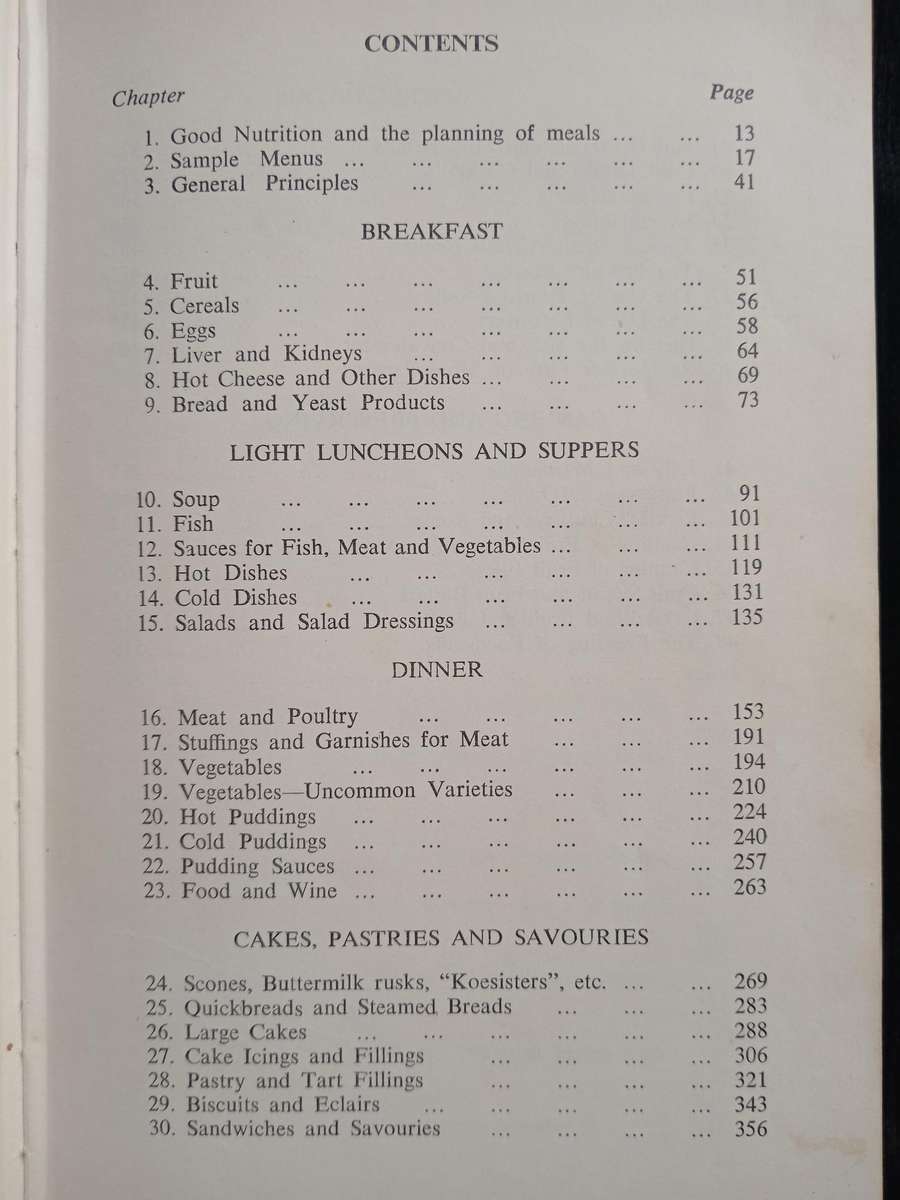 CONTENTS
Chapter Page
1. Good Nutrition and the planning of meals ... ... 13
2. Sample Menus ... ... ... ... ... ... 17
3. General Principles ... ... ... ... ... 41
BREAKFAST
4. Fruit ... ... ... ... ... ... ... 51
5. Cereals ... ... ... ... ... ... ... 56
6. Eggs ... ... ... ... ... ... ... 58
7. Liver and Kidneys ... ... ... ... ... 64
8. Hot Cheese and Other Dishes ... ... ... ... 69
9. Bread and Yeast Products ... ... ... ... 73
LIGHT LUNCHEONS AND SUPPERS
10. Soup ... ... ... ... ... ... ... 91
11. Fish ... ... ... ... ... ... ... 101
12. Sauces for Fish, Meat and Vegetables ... ... ... 111
13. Hot Dishes ... ... ... ... ... ... 119
14. Cold Dishes ... ... ... ... ... ... 131
15. Salads and Salad Dressings ... ... ... ... 135
DINNER
16. Meat and Poultry ... ... ... ... ... 153
17. Stuffings and Garnishes for Meat ... ... ... 191
18. Vegetables ... ... ... ... ... ... 194
19. Vegetables—Uncommon Varieties ... ... ... 210
20. Hot Puddings ... ... ... ... ... ... 224
21. Cold Puddings ... ... ... ... ... ... 240
22. Pudding Sauces ... ... ... ... ... ... 257
23. Food and Wine ... ... ... ... ... ... 263
CAKES, PASTRIES AND SAVOURIES
24. Scones, Buttermilk rusks, “Koesisters”, etc. ... ... 269
25. Quickbreads and Steamed Breads ... ... ... 283
26. Large Cakes ... ... ... ... ... ... 288
27. Cake Icings and Fillings ... ... ... ... 306
28. Pastry and Tart Fillings ... ... ... ... 321
29. Biscuits and Eclairs ... ... ... ... ... 343
30. Sandwiches and Savouries ... ... ... ... 356